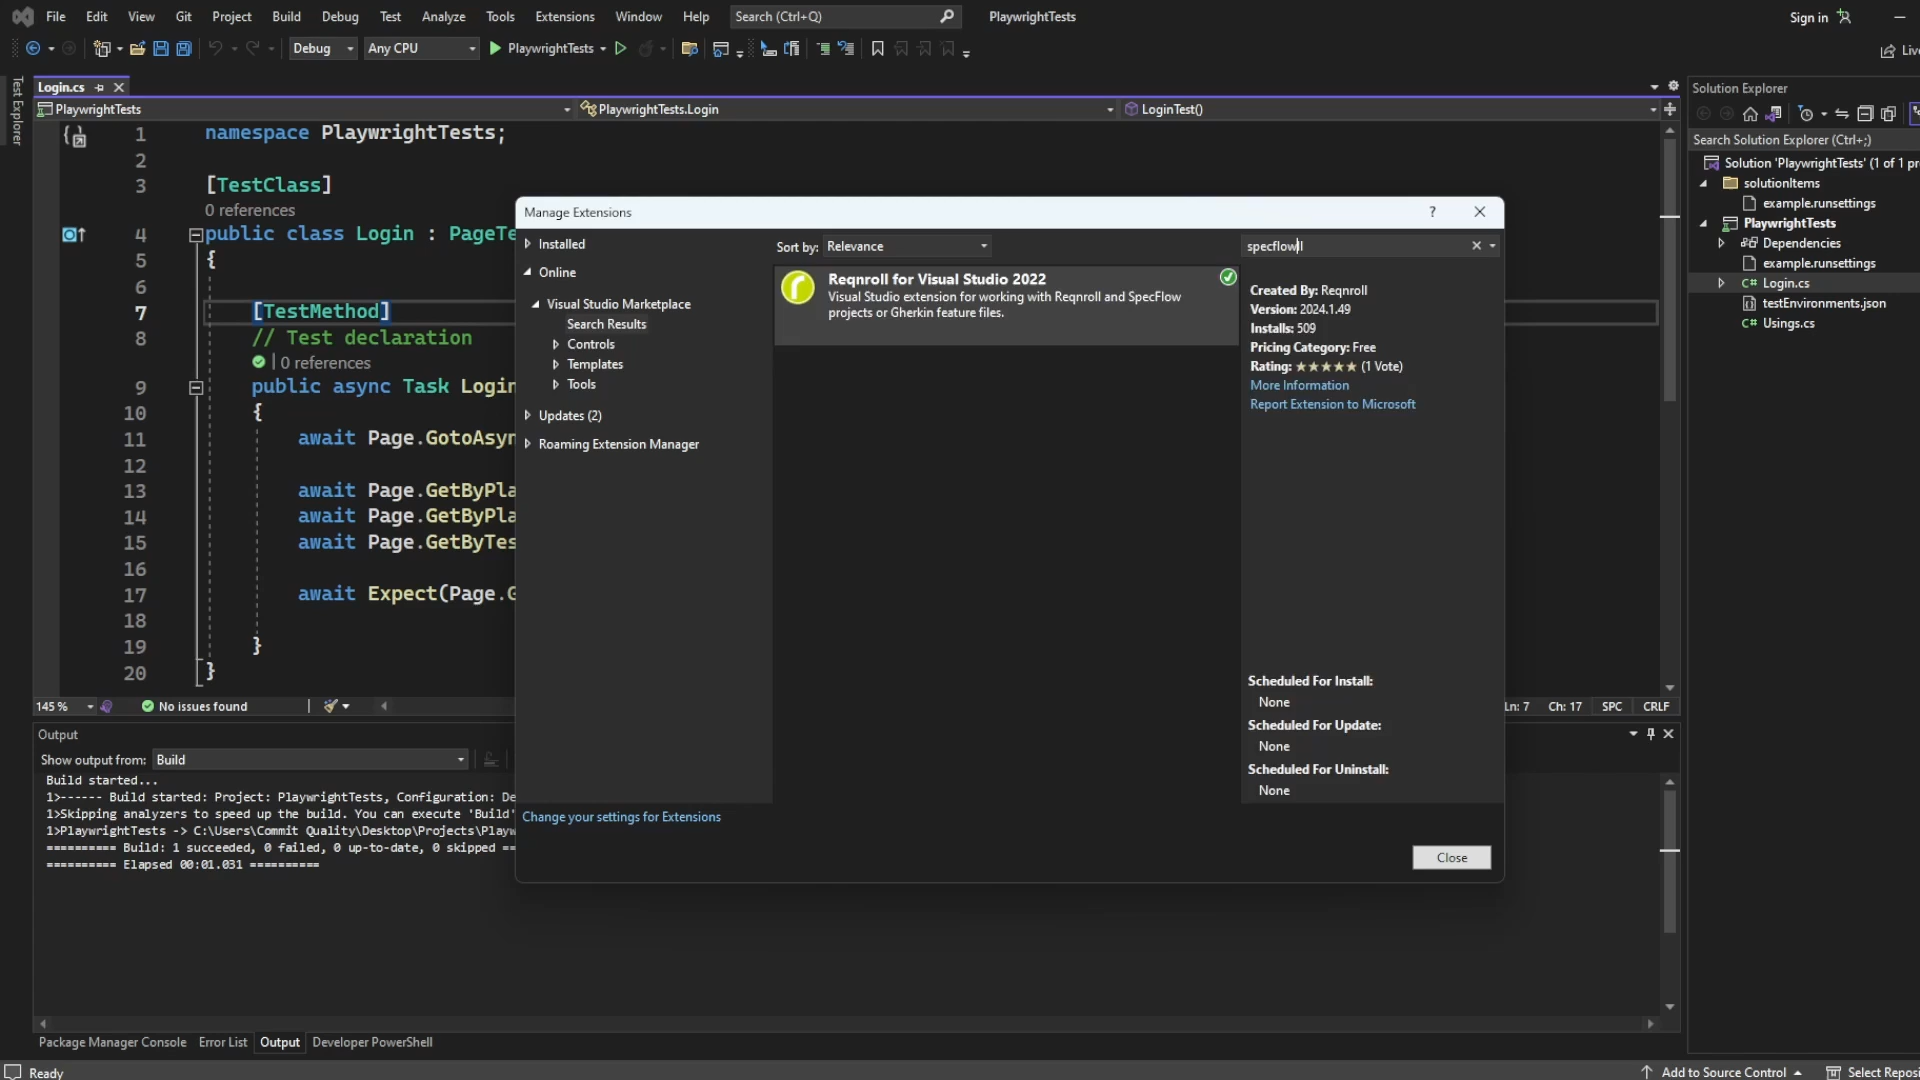 File Edit View Git Project Build Debug Test Analyze Tools Extensions Window Help Search (Ctrl+Q) PlaywrightTests Sign in
Debug Any CPU PlaywrightTests Live
Test Explorer
Login.cs
PlaywrightTests PlaywrightTests.Login LoginTest()
1 namespace PlaywrightTests;
2
3 [TestClass]
0 references
4 public class Login : PageTe
5 {
6
7 [TestMethod]
8 // Test declaration
0 references
9 public async Task Login
10 {
11 await Page.GotoAsyn
12
13 await Page.GetByPla
14 await Page.GetByPla
15 await Page.GetByTes
16
17 await Expect(Page.G
18
19 }
20 }
145 % No issues found Ln: 7 Ch: 17 SPC CRLF
Manage Extensions ?
Installed
Online
Visual Studio Marketplace
Search Results
Controls
Templates
Tools
Updates (2)
Roaming Extension Manager
Change your settings for Extensions
Sort by: Relevance
Reqnroll for Visual Studio 2022
Visual Studio extension for working with Reqnroll and SpecFlow
projects or Gherkin feature files.
specflowll
Created By: Reqnroll
Version: 2024.1.49
Installs: 509
Pricing Category: Free
Rating: ★★★★★ (1 Vote)
More Information
Report Extension to Microsoft
Scheduled For Install:
None
Scheduled For Update:
None
Scheduled For Uninstall:
None
Close
Solution Explorer
Search Solution Explorer (Ctrl+;)
Solution 'PlaywrightTests' (1 of 1 pr
solutionItems
example.runsettings
PlaywrightTests
Dependencies
example.runsettings
C# Login.cs
testEnvironments.json
C# Usings.cs
Output
Show output from: Build
Build started...
1>------ Build started: Project: PlaywrightTests, Configuration: De
1>Skipping analyzers to speed up the build. You can execute 'Build'
1>PlaywrightTests -> C:\Users\Commit Quality\Desktop\Projects\Playw
========== Build: 1 succeeded, 0 failed, 0 up-to-date, 0 skipped ==
========== Elapsed 00:01.031 ==========
Package Manager Console Error List Output Developer PowerShell
Ready Add to Source Control Select Reposi